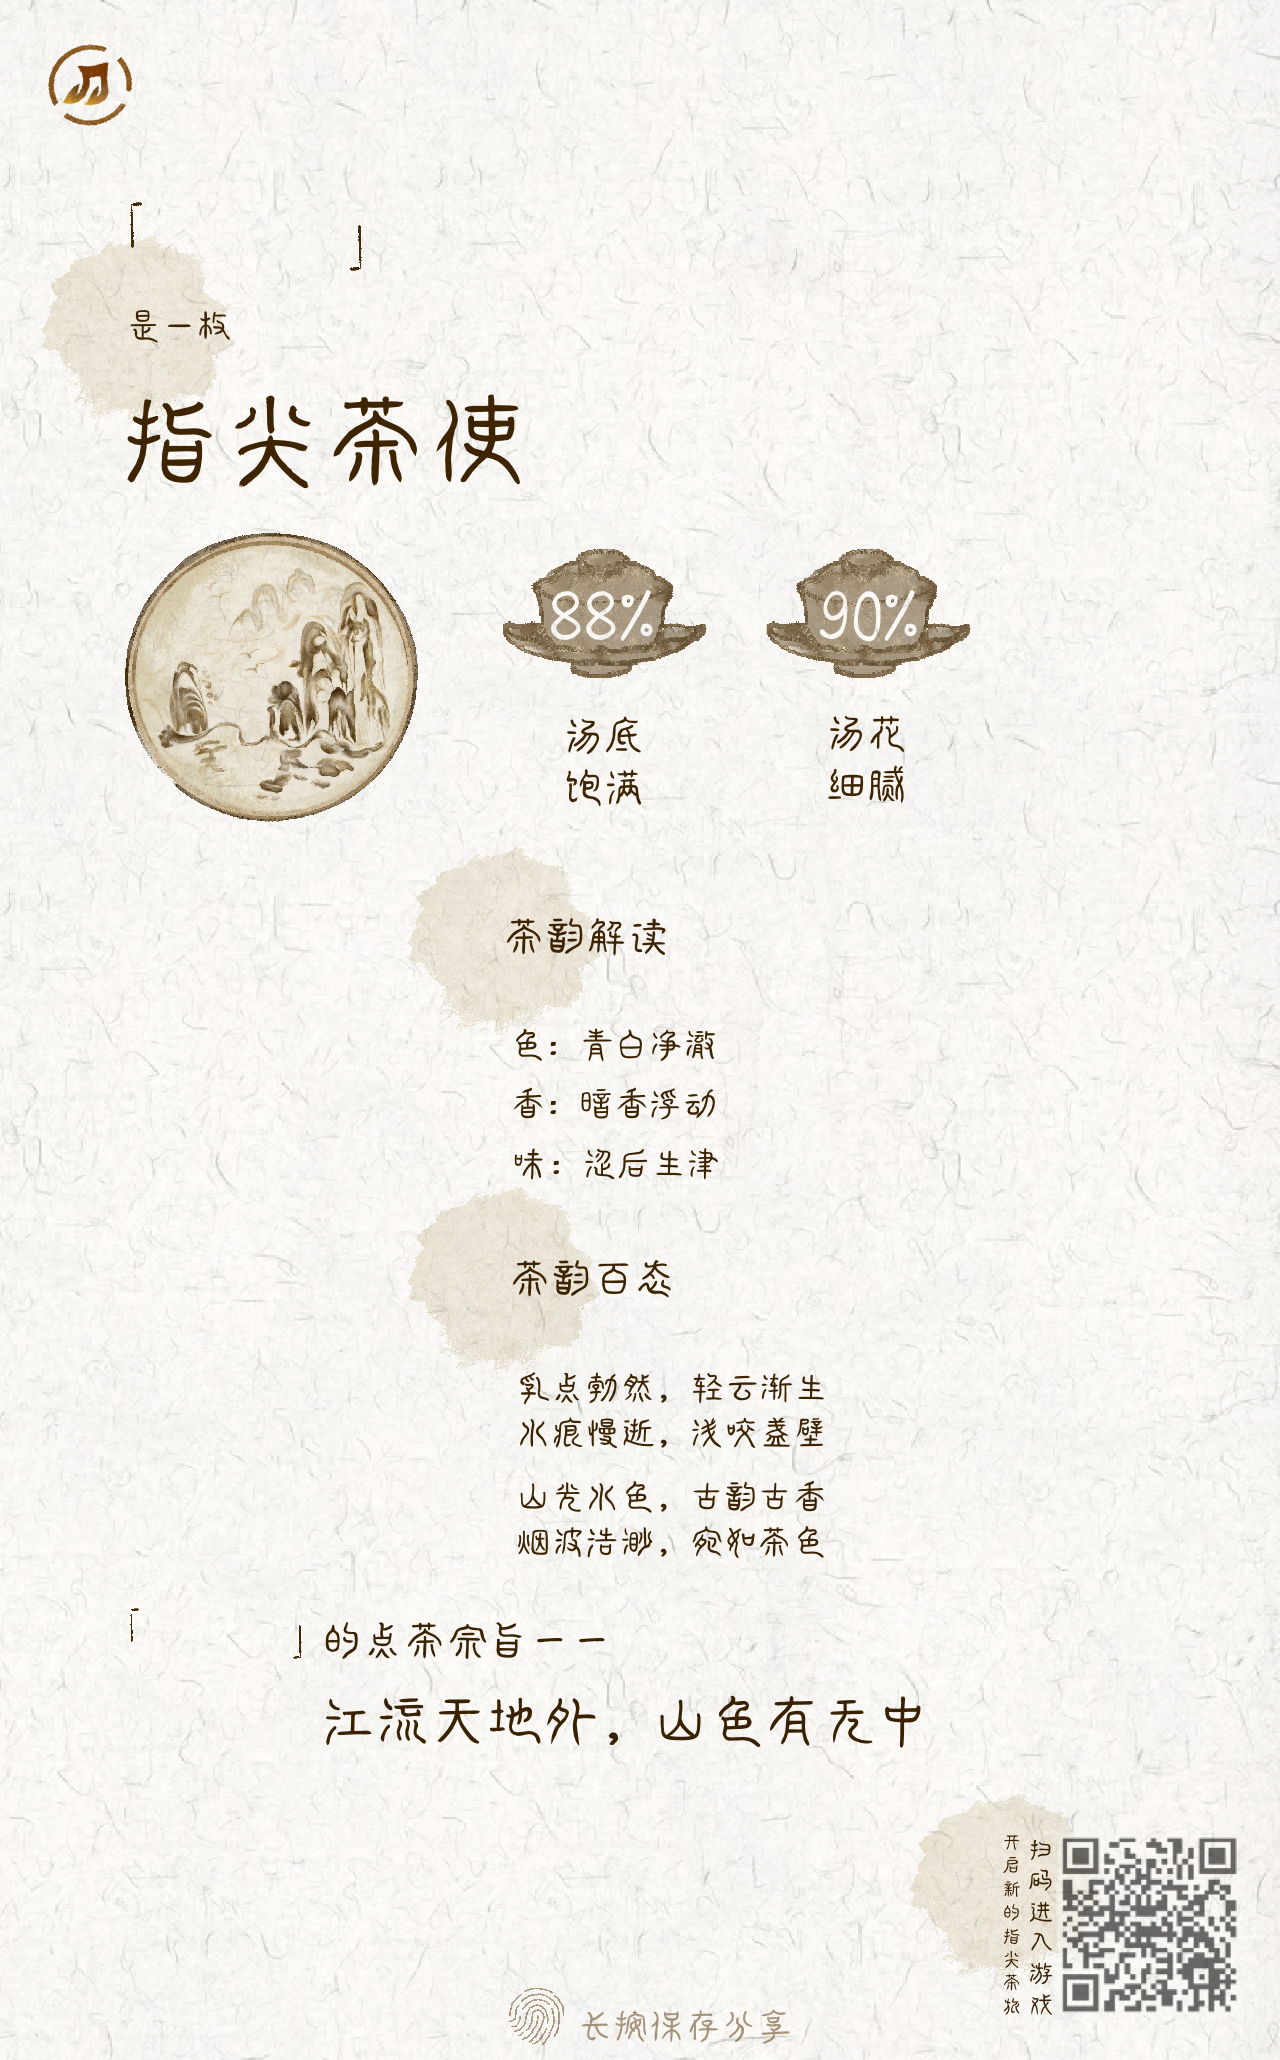 「
」
是一枚
指尖茶使
88%
90%
汤底
饱满
汤花
细腻
茶韵解读
色：青白净澈
香：暗香浮动
味：涩后生津
茶韵百态
乳点勃然，轻云渐生
水痕慢逝，浅咬盏壁
山光水色，古韵古香
烟波浩渺，宛如茶色
「 」的点茶宗旨——
江流天地外，山色有无中
扫码进入游戏
开启新的指尖茶旅
长按保存分享